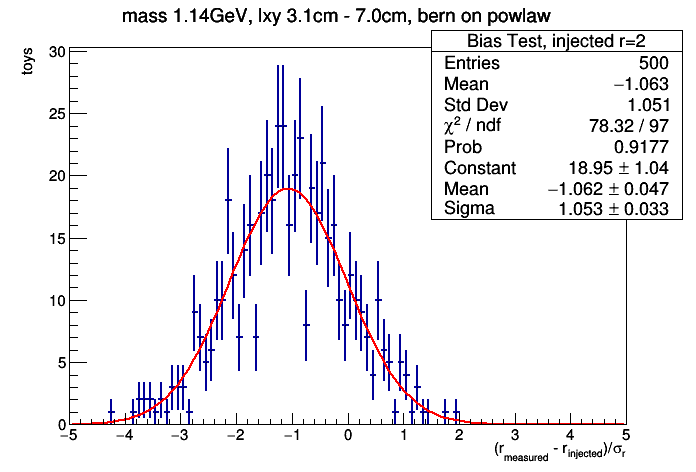 mass 1.14GeV, lxy 3.1cm - 7.0cm, bern on powlaw
Bias Test, injected r=2
Entries 500
Mean −1.063
Std Dev 1.051
χ² / ndf 78.32 / 97
Prob 0.9177
Constant 18.95 ± 1.04
Mean −1.062 ± 0.047
Sigma 1.053 ± 0.033
toys
30
25
20
15
10
5
0
−5 −4 −3 −2 −1 0 1 2 3 4 5
(r_measured - r_injected)/σ_r